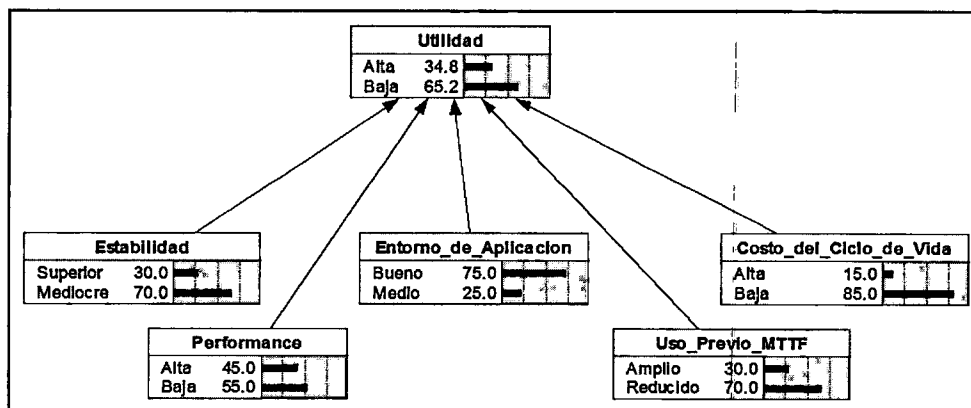 Utilidad
Alta 34.8
Baja 65.2
Estabilidad
Superior 30.0
Mediocre 70.0
Entorno_de_Aplicacion
Bueno 75.0
Medio 25.0
Costo_del_Ciclo_de_Vida
Alta 15.0
Baja 85.0
Performance
Alta 45.0
Baja 55.0
Uso_Previo_MTTF
Amplio 30.0
Reducido 70.0